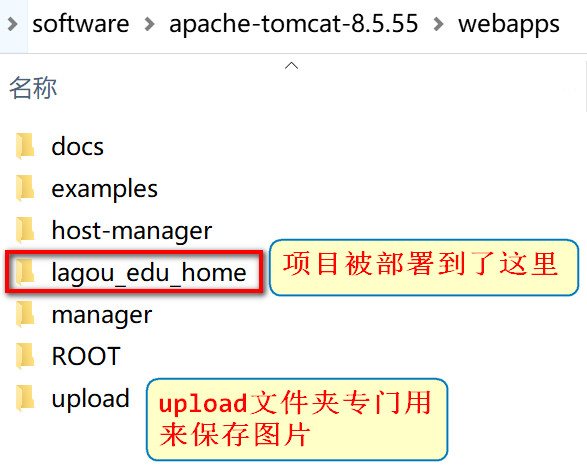 software > apache-tomcat-8.5.55 > webapps
名称
docs
examples
host-manager
lagou_edu_home
项目被部署到了这里
manager
ROOT
upload
upload文件夹专门用
来保存图片